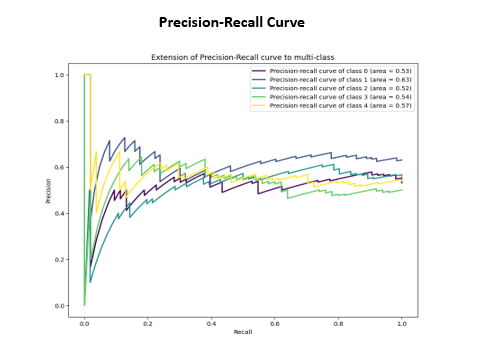 Precision-Recall Curve
Extension of Precision-Recall curve to multi-class
Precision-recall curve of class 0 (area = 0.53)
Precision-recall curve of class 1 (area = 0.63)
Precision-recall curve of class 2 (area = 0.52)
Precision-recall curve of class 3 (area = 0.54)
Precision-recall curve of class 4 (area = 0.57)
1.0
0.8
0.6
0.4
0.2
0.0
Precision
0.0 0.2 0.4 0.6 0.8 1.0
Recall